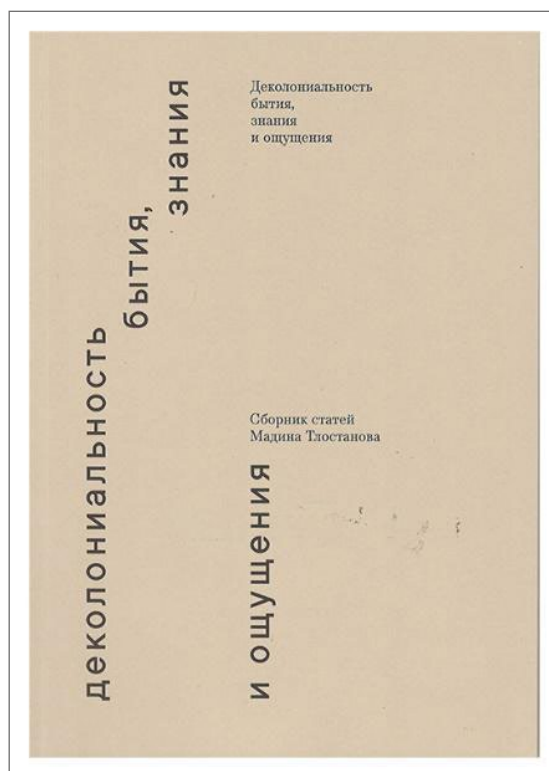 деколониальность
бытия,
знания
и ощущения
Деколониальность
бытия,
знания
и ощущения
Сборник статей
Мадина Тлостанова